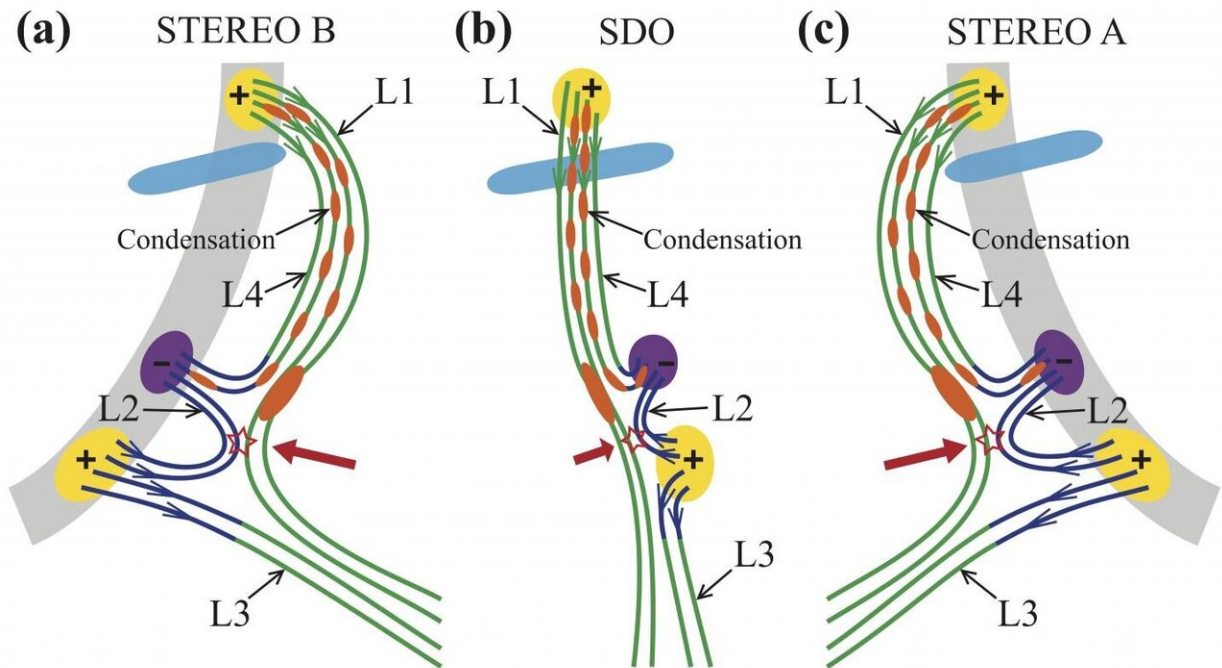 (a) STEREO B
(b) SDO
(c) STEREO A
+
L1
Condensation
L4
−
L2
+
L3
+
L1
Condensation
L4
−
L2
+
L3
+
L1
Condensation
L4
−
L2
+
L3